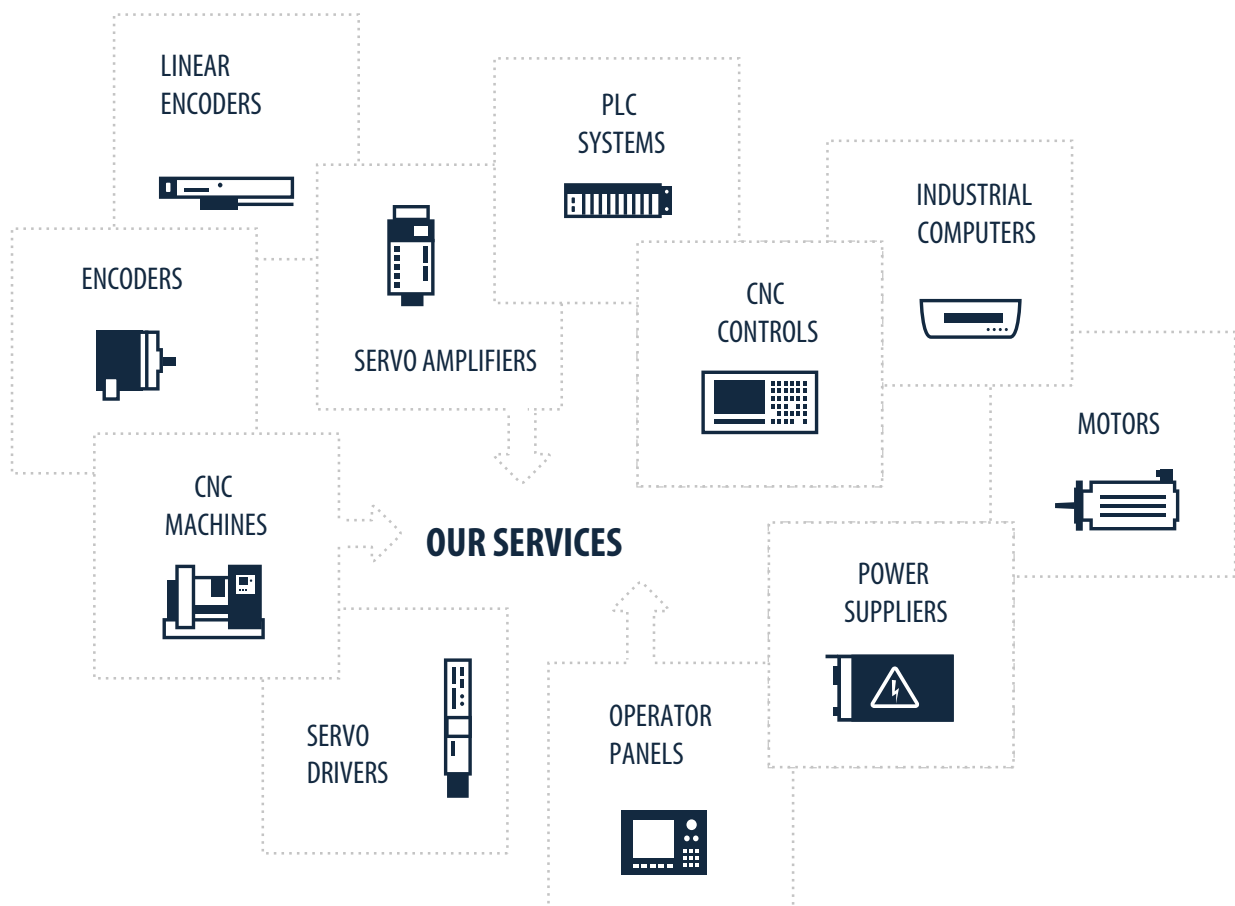 LINEAR
ENCODERS
PLC
SYSTEMS
INDUSTRIAL
COMPUTERS
ENCODERS
CNC
CONTROLS
SERVO AMPLIFIERS
MOTORS
CNC
MACHINES
OUR SERVICES
POWER
SUPPLIERS
OPERATOR
PANELS
SERVO
DRIVERS